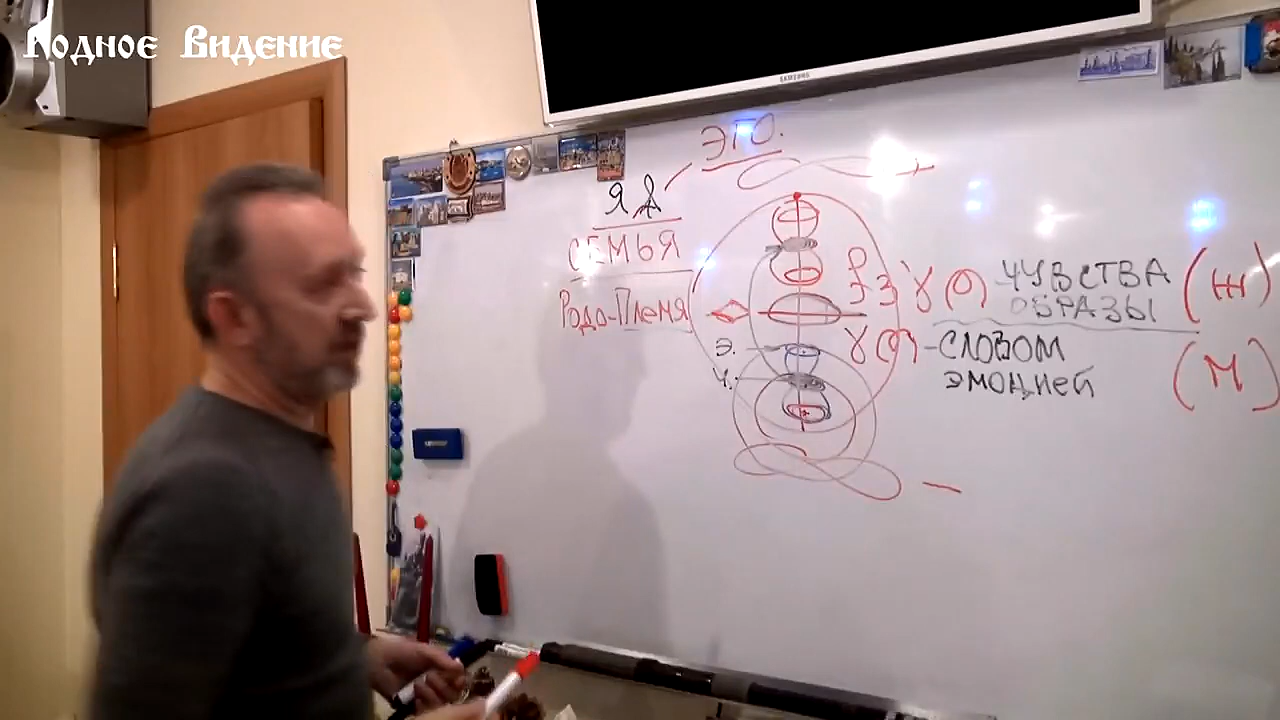 Родное Видение
SAMSUNG
ЭГО.
Я
СЕМЬЯ
Родо-Племя
ЧУВСТВА
ОБРАЗЫ
(Ж)
Э.
Ч.
СЛОВОМ
ЭМОЦИЕЙ
(М)